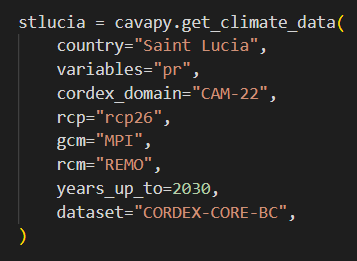 stlucia = cavapy.get_climate_data(
    country="Saint Lucia",
    variables="pr",
    cordex_domain="CAM-22",
    rcp="rcp26",
    gcm="MPI",
    rcm="REMO",
    years_up_to=2030,
    dataset="CORDEX-CORE-BC",
)